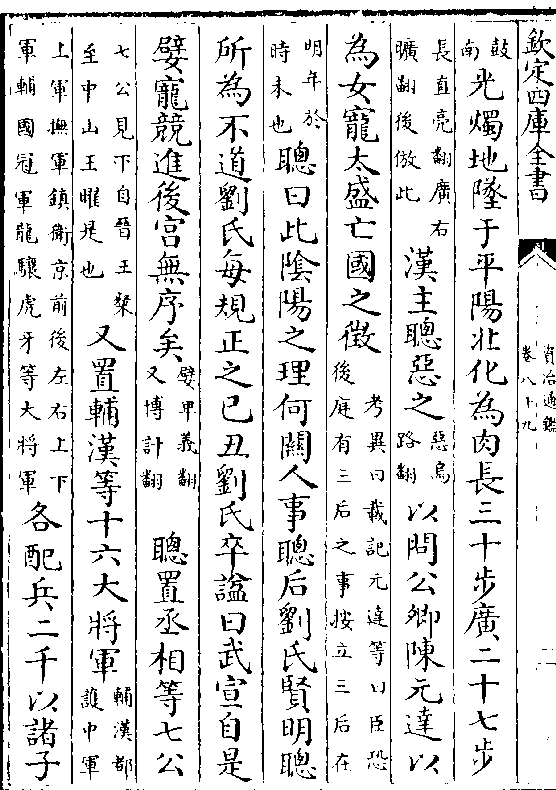 欽定四庫全書
資治通鑑
卷八十九
鼓
南
光燭地墜于平陽北化為肉長三十步廣二十七步
長直亮翻廣右
曠翻後倣此
漢主聰惡之
惡烏
路翻
以問公卿陳元達以
為女寵太盛亡國之徵
考異曰載記元達等曰臣恐
後庭有三后之事按立三后在
明年於
時未也
聰曰此陰陽之理何關人事聰后劉氏賢明聰
所為不道劉氏每規正之已丑劉氏卒諡曰武宣自是
嬖寵競進後宫無序矣
嬖卑義翻
又博計翻
聰置丞相等七公
七公見下自晉王粲
至中山王曜是也
又置輔漢等十六大將軍
輔漢都
護中軍
上軍撫軍鎮衛京前後左右上下
軍輔國冠軍龍驤虎牙等大將軍
各配兵二千以諸子